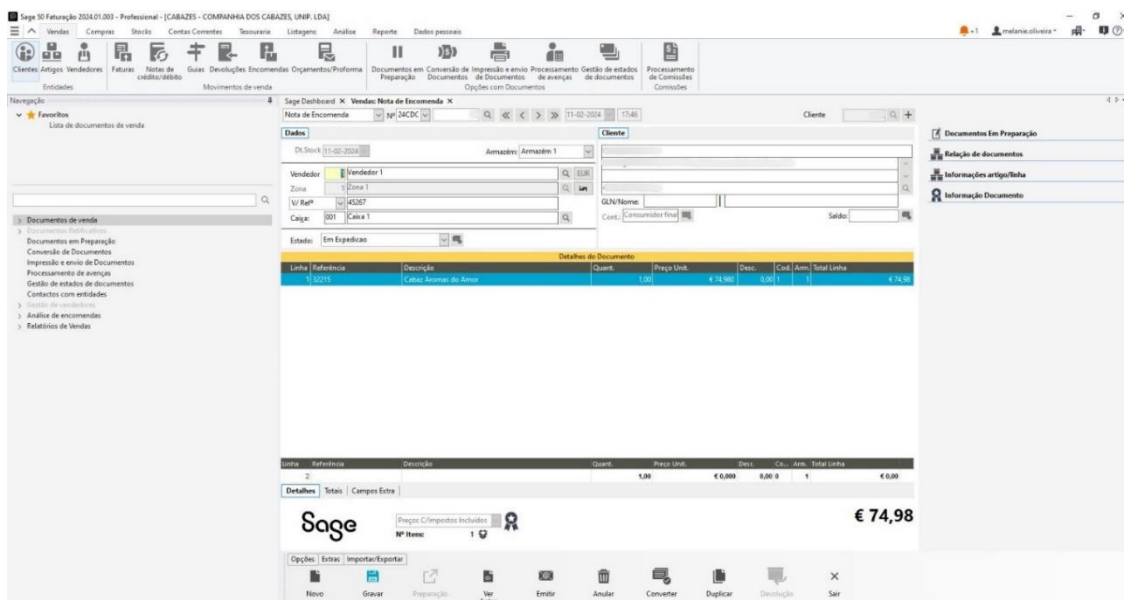 Sage 50 Faturação 2024.01.003 - Professional - [CABAZES - COMPANHIA DOS CABAZES, UNIP. LDA]
Vendas Compras Stocks Contas Correntes Tesouraria Listagens Análise Reporte Dados pessoais
+1 melanie.oliveira
Clientes Artigos Vendedores Faturas Notas de crédito/débito Guias Devoluções Encomendas Orçamentos/Proforma Documentos em Preparação Conversão de Documentos Impressão e envio de Documentos Processamento de avenças Gestão de estados de documentos Processamento de Comissões
Entidades Movimentos de venda Opções com Documentos Comissões
Navegação
Favoritos
Lista de documentos de venda
Documentos de venda
Documentos Retificativos
Documentos em Preparação
Conversão de Documentos
Impressão e envio de Documentos
Processamento de avenças
Gestão de estados de documentos
Contactos com entidades
Gestão de vendedores
Análise de encomendas
Relatórios de Vendas
Sage Dashboard X Vendas: Nota de Encomenda X
Nota de Encomenda Nº 24CDC 11-02-2024 17:46 Cliente
Dados Cliente
Dt.Stock 11-02-2024 Armazém: Armazém 1
Vendedor Vendedor 1 EUR
Zona 1 Zona 1
V/ Refª 45267 GLN/Nome:
Caixa: 001 Caixa 1 Cont.: Consumidor final Saldo:
Estado: Em Expedicao
Detalhes do Documento
Linha Referência Descrição Quant. Preço Unit. Desc. Cod. Arm. Total Linha
1 32215 Cabaz Aromas do Amor 1,00 € 74,980 0,00 1 1 € 74,98
Linha Referência Descrição Quant. Preço Unit. Desc. Co... Arm. Total Linha
2 1,00 € 0,000 0,00 0 1 € 0,00
Detalhes Totais Campos Extra
Sage Preços C/Impostos Incluídos € 74,98
Nº Itens: 1
Opções Extras Importar/Exportar
Novo Gravar Preparação Ver Emitir Anular Converter Duplicar Devolução Sair
Documentos Em Preparação
Relação de documentos
Informações artigo/linha
Informação Documento